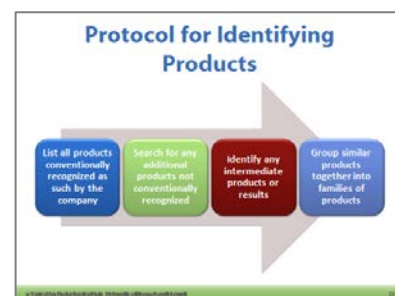 Protocol for Identifying
Products
List all products
conventionally
recognized as
such by the
company
Search for any
additional
products not
conventionally
recognized
Identify any
intermediate
products or
results
Group similar
products
together into
families of
products